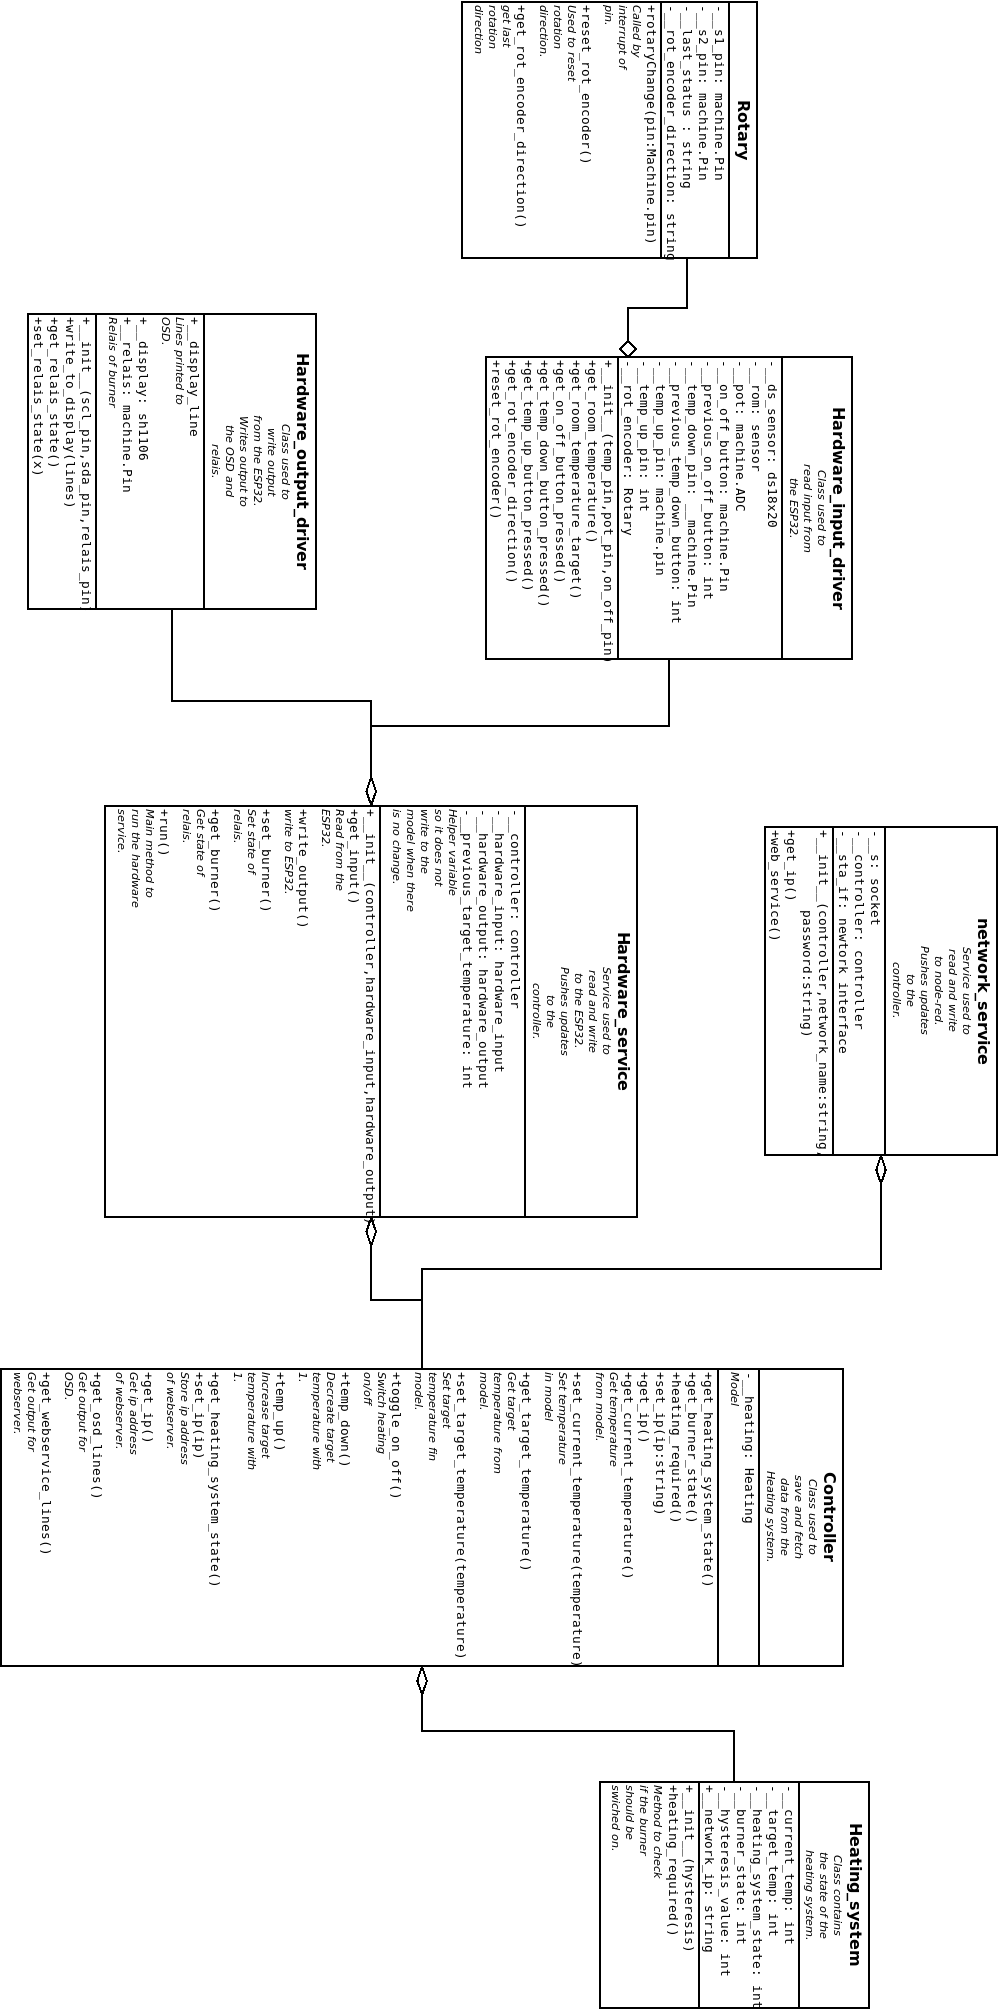 Rotary
- __s1_pin: machine.Pin
- __s2_pin: machine.Pin
- __last_status : string
- __rot_encoder_direction: string
+rotaryChange(pin:Machine.pin)
Called by
interrupt of
pin.
+reset_rot_encoder()
Used to reset
rotation
direction.
+get_rot_encoder_direction()
get last
rotation
direction
Hardware_input_driver
Class used to
read input from
the ESP32.
- __ds_sensor: ds18x20
- __rom: sensor
- __pot: machine.ADC
- __on_off_button: machine.Pin
- __previous_on_off_button: int
- __temp_down_pin: __machine.Pin
- __previous_temp_down_button: int
- __temp_up_pin: machine.pin
- __temp_up_pin: int
- __rot_encoder: Rotary
+__init__(temp_pin,pot_pin,on_off_pin)
+get_room_temperature()
+get_room_temperature_target()
+get_on_off_button_pressed()
+get_temp_down_button_pressed()
+get_temp_up_button_pressed()
+get_rot_encoder_direction()
+reset_rot_encoder()
Hardware_output_driver
Class used to
write output
from the ESP32.
Writes output to
the OSD and
relais.
+__display_line
Lines printed to
OSD.
+ __display: sh1106
+__relais: machine.Pin
Relais of burner
+__init__(scl_pin,sda_pin,relais_pin)
+write_to_display(lines)
+get_relais_state()
+set_relais_state(x)
network_service
Service used to
read and write
to node-red.
Pushes updates
to the
controller.
- __s: socket
- __controller: controller
- __sta_if: newtork interface
+__init__(controller,network_name:string,
password:string)
+get_ip()
+web_service()
Hardware_service
Service used to
read and write
to the ESP32.
Pushes updates
to the
controller.
- __controller: controller
- __hardware_input: hardware_input
- __hardware_output: hardware_output
- __previous_target_temperature: int
Helper variable
so it does not
write to the
model when there
is no change.
+__init__(controller,hardware_input,hardware_output)
+get_input()
Read from the
ESP32.
+write_output()
write to ESP32.
+set_burner()
Set state of
relais.
+get_burner()
Get state of
relais.
+run()
Main method to
run the hardware
service.
Controller
Class used to
save and fetch
data from the
Heating system.
-__heating: Heating
Model
+get_heating_system_state()
+get_burner_state()
+heating_required()
+set_ip(ip:string)
+get_ip()
+get_current_temperature()
Get temperature
from model.
+set_current_temperature(temperature)
Set temperature
in model
+get_target_temperature()
Get target
temperature from
model.
+set_target_temperature(temperature)
Set target
temperature fin
model.
+toggle_on_off()
Switch heating
on/off
+temp_down()
Decreate target
temperature with
1.
+temp_up()
Increase target
temperature with
1.
+get_heating_system_state()
+set_ip(ip)
Store ip address
of webserver.
+get_ip()
Get ip address
of webserver.
+get_osd_lines()
Get output for
OSD.
+get_webservice_lines()
Get output for
webserver.
Heating_system
Class contains
the state of the
heating system.
- __current_temp: int
- __target_temp: int
- __heating_system_state: int
- __burner_state: int
- __hysteresis_value: int
+__network_ip: string
+__init__(hysteresis)
+heating_required()
Method to check
if the burner
should be
swiched on.